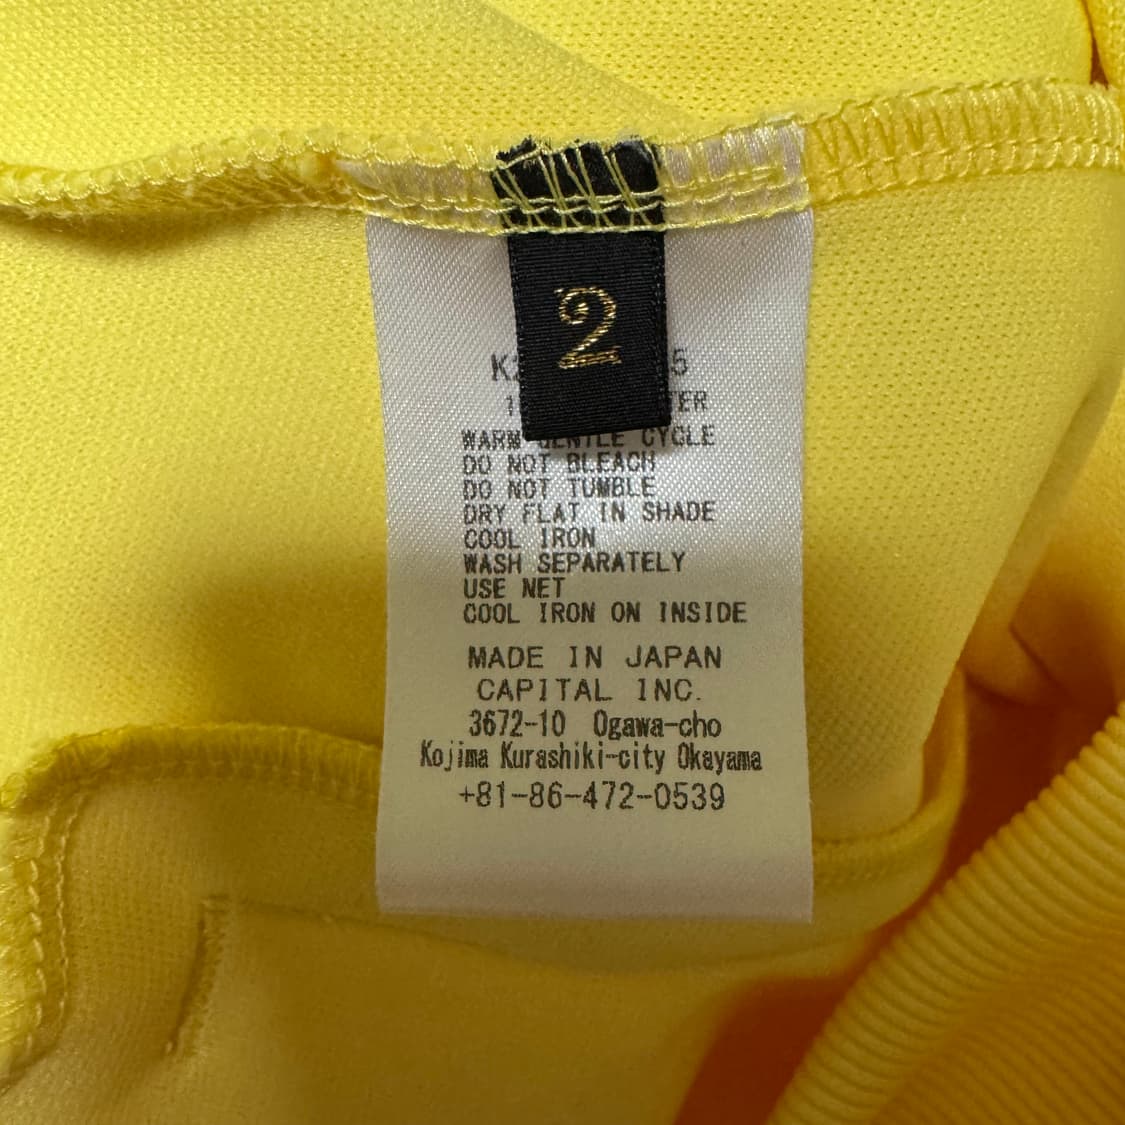 2
WARM GENTLE CYCLE
DO NOT BLEACH
DO NOT TUMBLE
DRY FLAT IN SHADE
COOL IRON
WASH SEPARATELY
USE NET
COOL IRON ON INSIDE
MADE IN JAPAN
CAPITAL INC.
3672-10 Ogawa-cho
Kojima Kurashiki-city Okayama
+81-86-472-0539